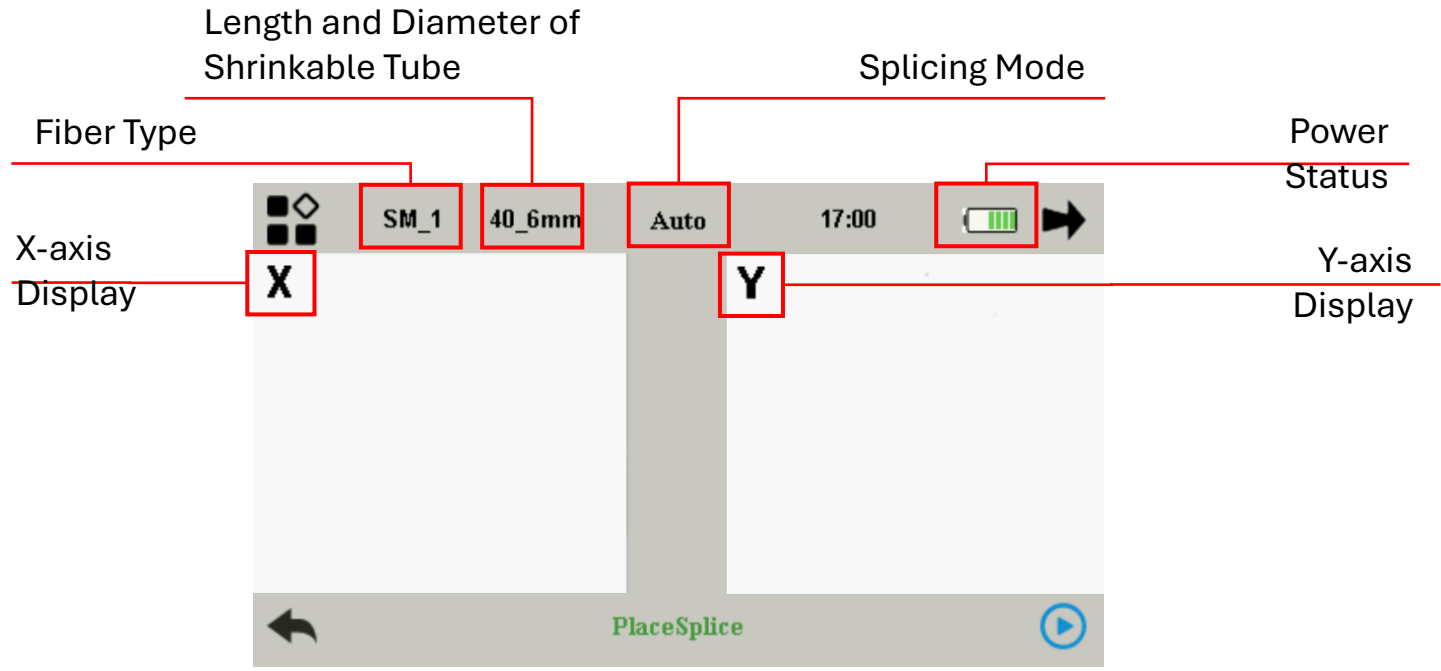 Length and Diameter of
Shrinkable Tube
Splicing Mode
Fiber Type
Power
Status
SM_1
40_6mm
Auto
17:00
X-axis
Display
X
Y
Y-axis
Display
PlaceSplice